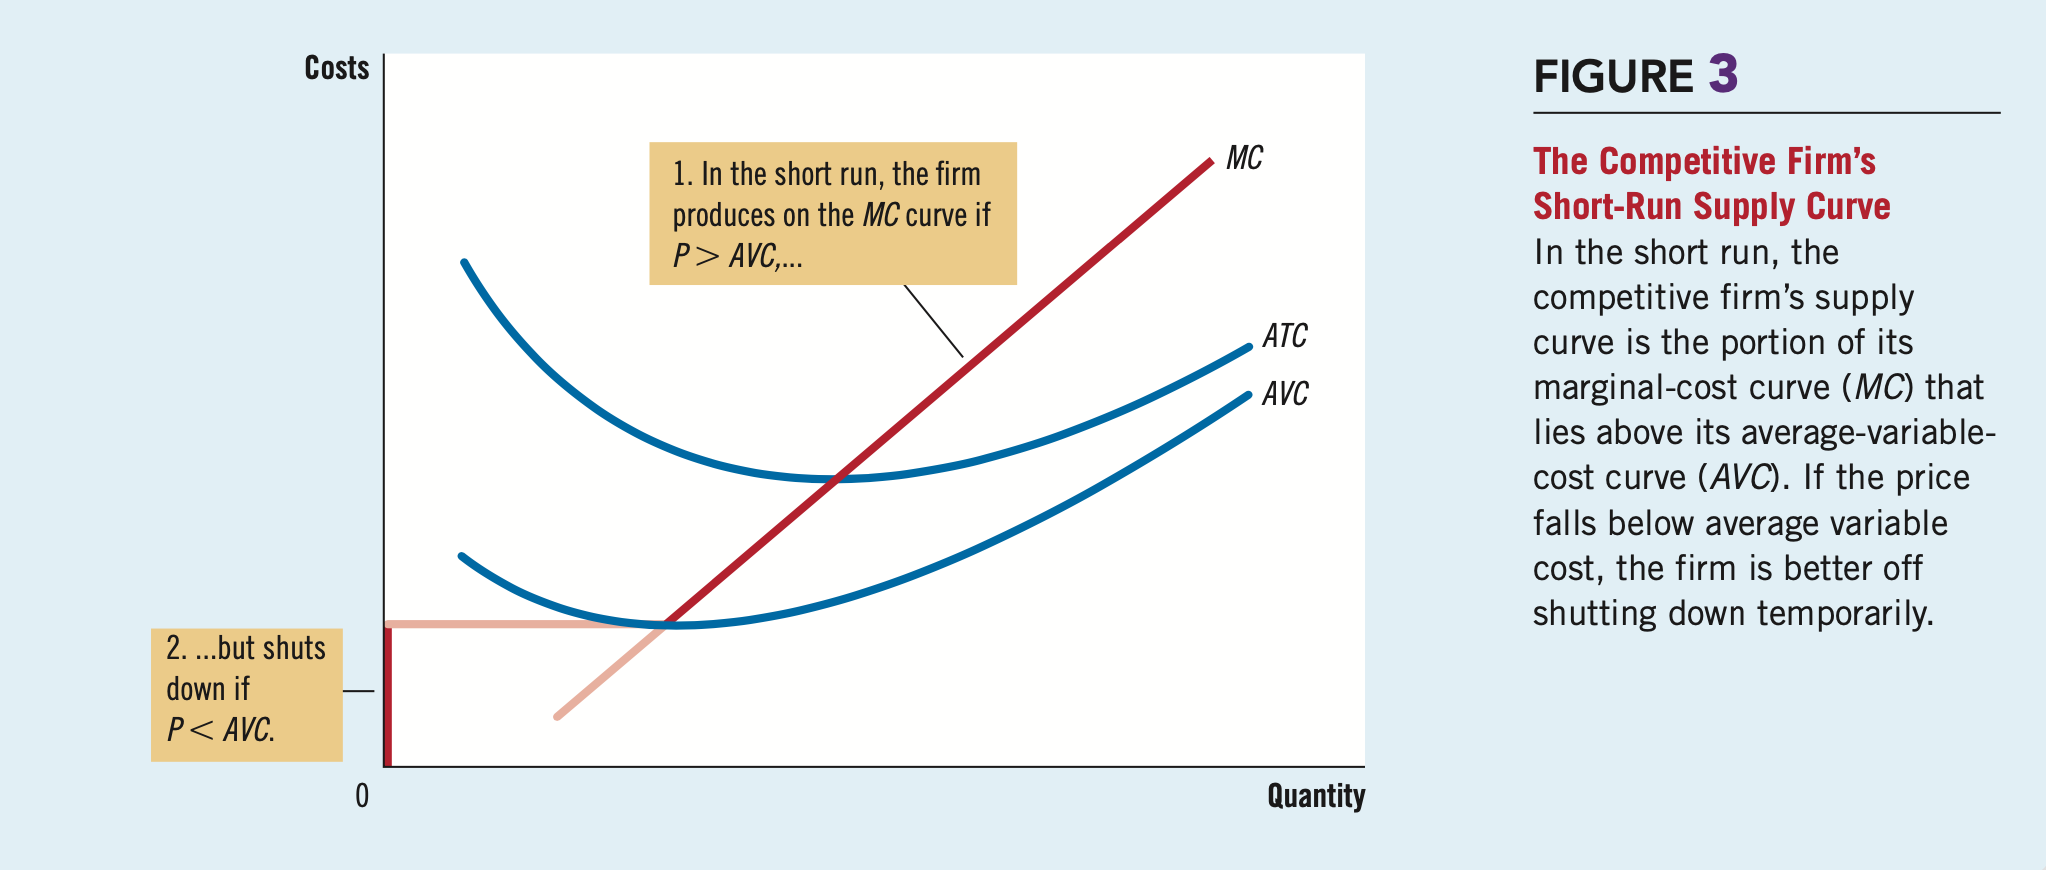 Costs
1. In the short run, the firm
produces on the MC curve if
P > AVC,...
MC
ATC
AVC
2. ...but shuts
down if
P < AVC.
0
Quantity
FIGURE 3
The Competitive Firm’s
Short-Run Supply Curve
In the short run, the
competitive firm’s supply
curve is the portion of its
marginal-cost curve (MC) that
lies above its average-variable-
cost curve (AVC). If the price
falls below average variable
cost, the firm is better off
shutting down temporarily.